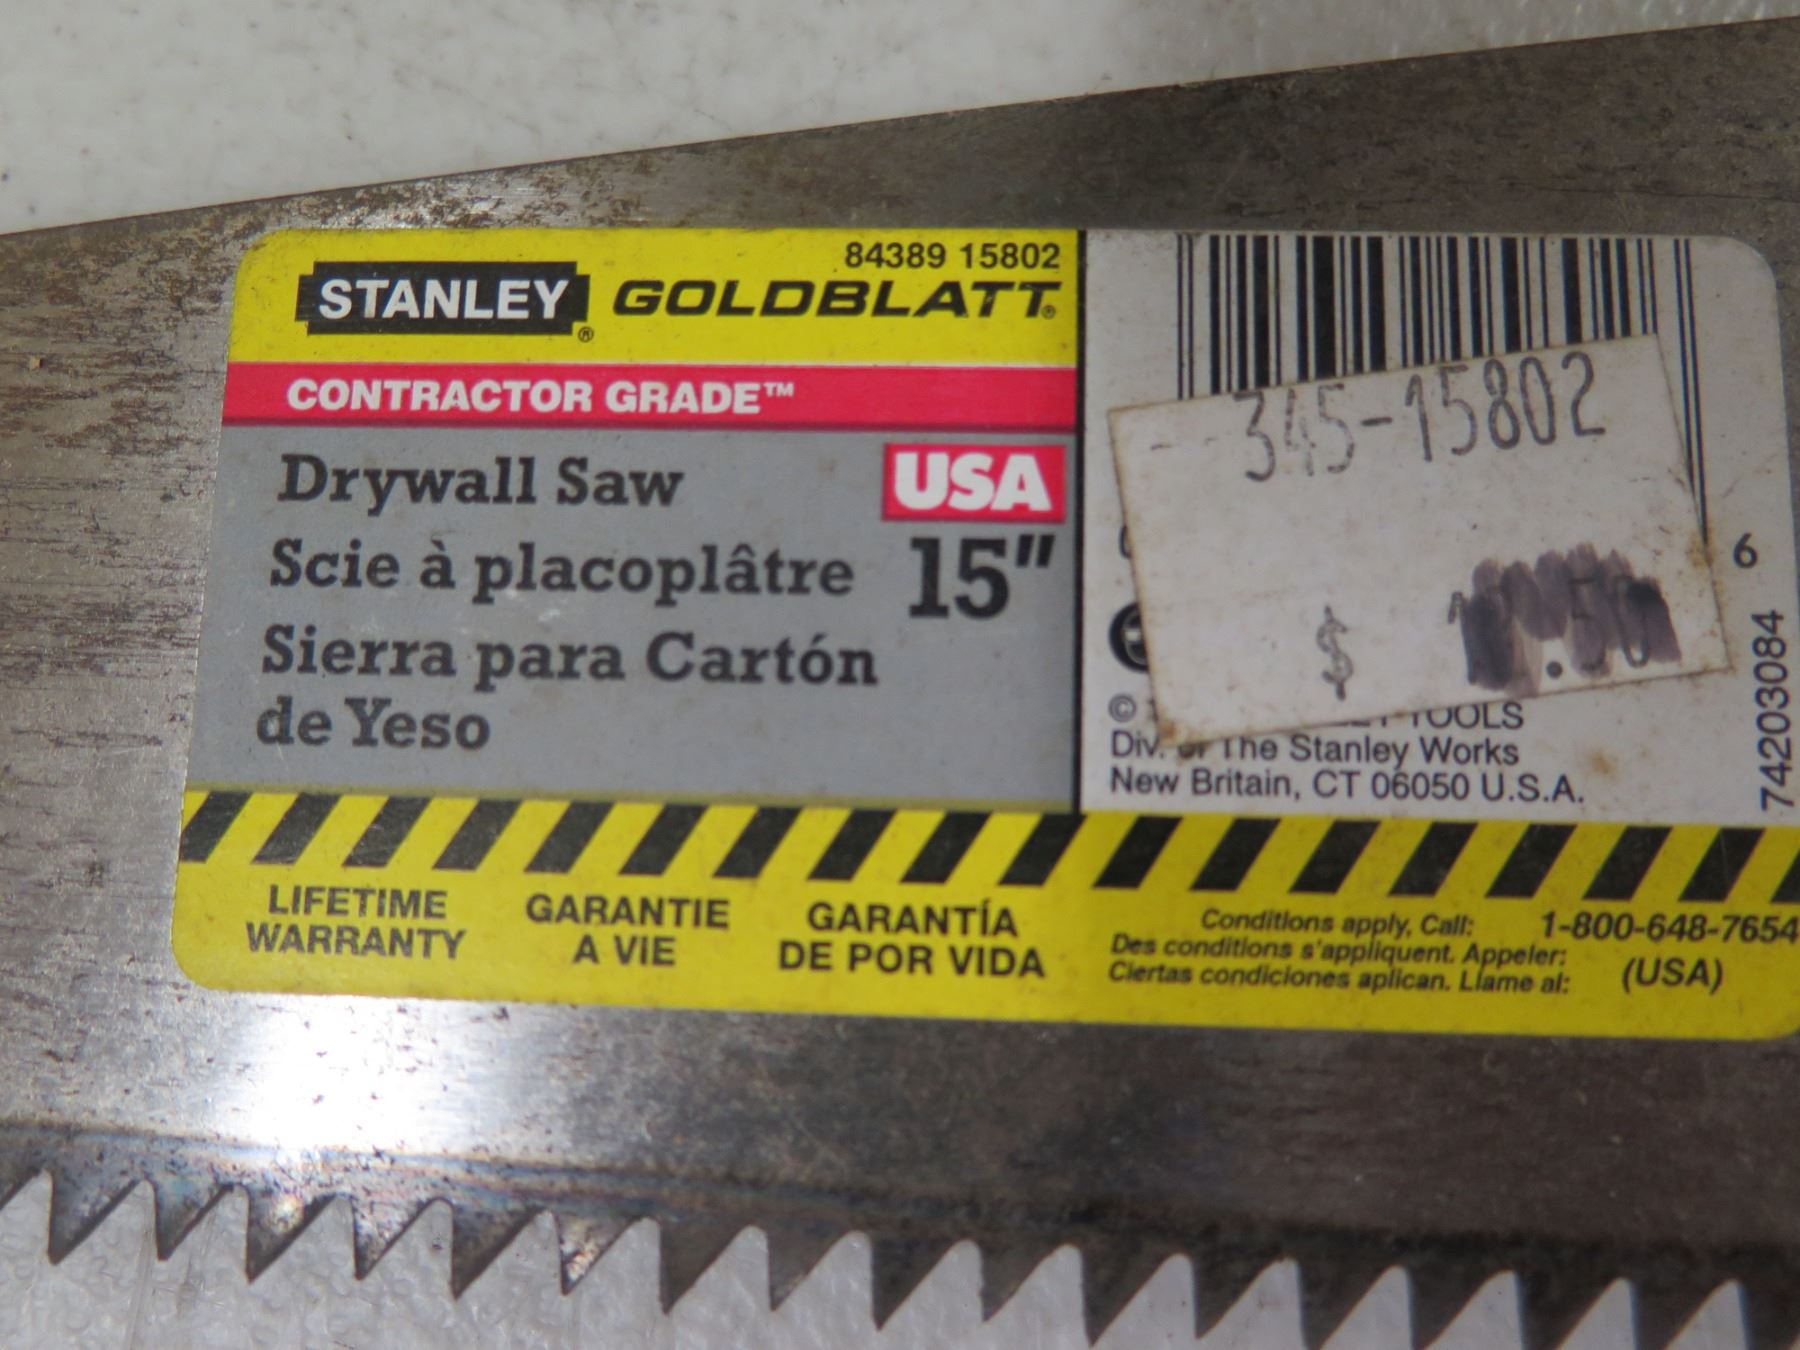 84389 15802
STANLEY® GOLDBLATT®
CONTRACTOR GRADE™
Drywall Saw
USA
Scie à placoplâtre
15"
Sierra para Cartón
de Yeso
345-15802
$
6
74203084
©
TOOLS
Div. of The Stanley Works
New Britain, CT 06050 U.S.A.
LIFETIME
WARRANTY
GARANTIE
A VIE
GARANTÍA
DE POR VIDA
Conditions apply, Call:
Des conditions s'appliquent. Appeler:
Ciertas condiciones aplican. Llame al:
1-800-648-7654
(USA)